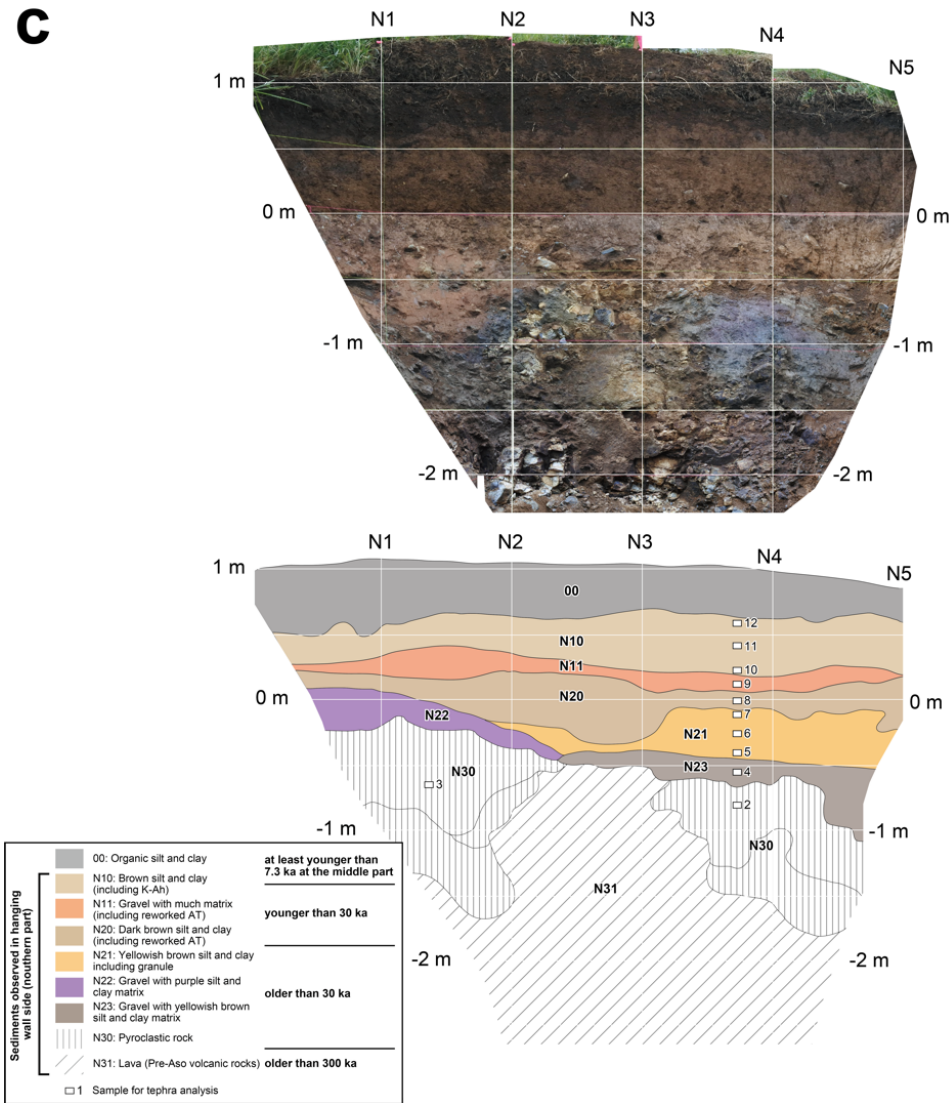 C
N1 N2 N3 N4 N5
1 m
0 m 0 m
-1 m -1 m
-2 m -2 m
N1 N2 N3 N4 N5
1 m
00
12
N10 11
N11 10
9
N20 8
0 m 0 m
N22 7
N21 6
5
N30 N23 4
3
2
-1 m -1 m
N30
N31
-2 m -2 m
Sediments observed in hanging
wall side (nouthern part)
00: Organic silt and clay
at least younger than
7.3 ka at the middle part
N10: Brown silt and clay
(including K-Ah)
N11: Gravel with much matrix
(including reworked AT)
younger than 30 ka
N20: Dark brown silt and clay
(including reworked AT)
N21: Yellowish brown silt and clay
including granule
N22: Gravel with purple silt and
clay matrix
older than 30 ka
N23: Gravel with yellowish brown
silt and clay matrix
N30: Pyroclastic rock
N31: Lava (Pre-Aso volcanic rocks) older than 300 ka
1 Sample for tephra analysis